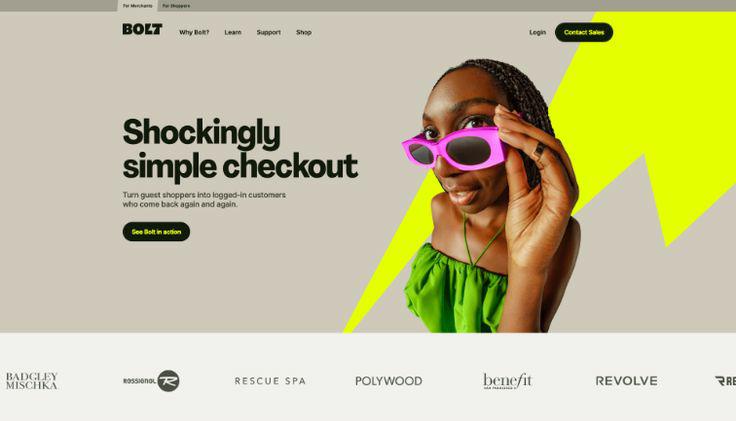 For Merchants For Shoppers
BOLT Why Bolt? Learn Support Shop Login Contact Sales
Shockingly
simple checkout
Turn guest shoppers into logged-in customers
who come back again and again.
See Bolt in action
BADGLEY
MISCHKA
ROSSIGNOL R RESCUE SPA POLYWOOD benefit REVOLVE
SAN FRANCISCO